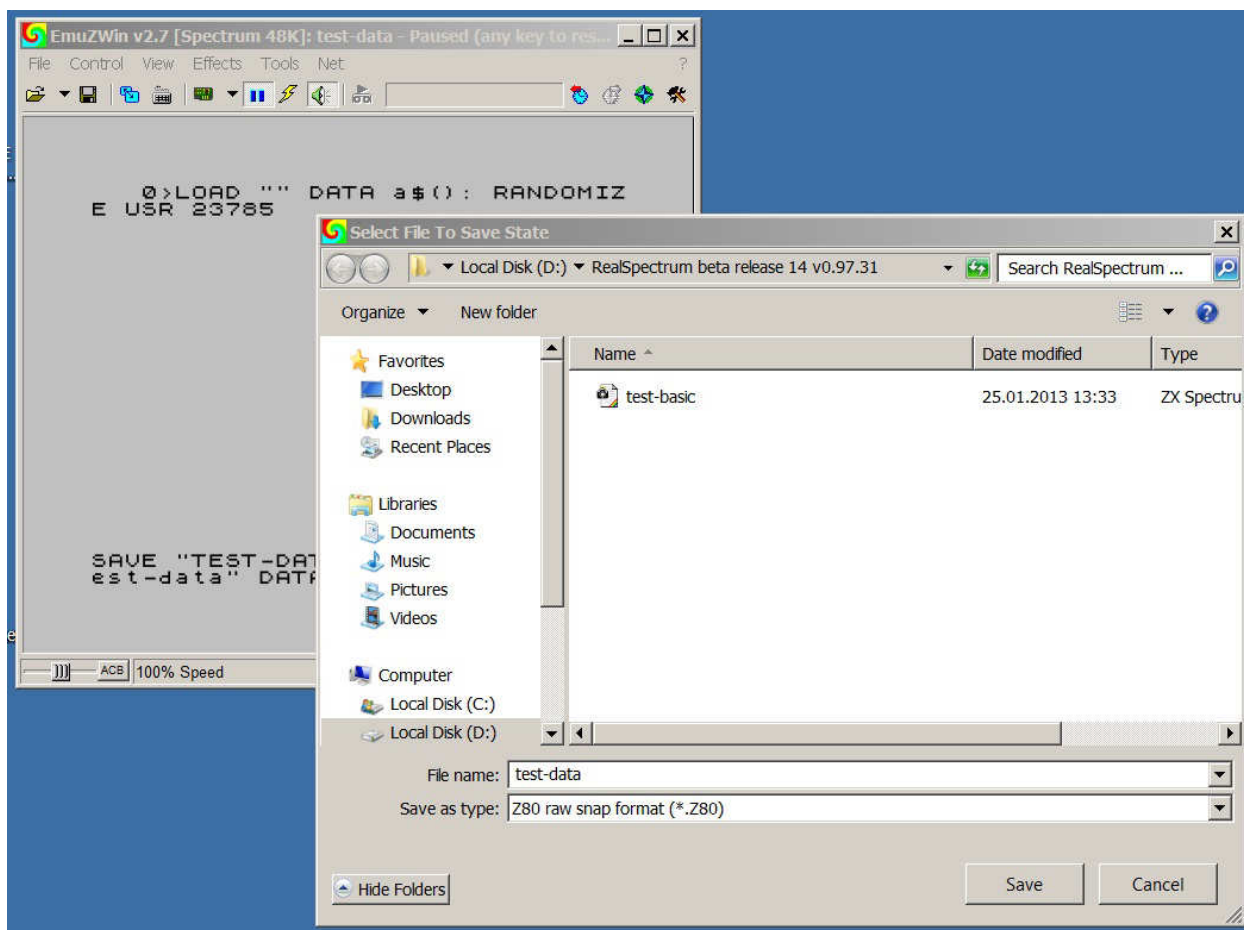 EmuZWin v2.7 [Spectrum 48K]: test-data - Paused (any key to res...
File Control View Effects Tools Net ?
0>LOAD "" DATA a$(): RANDOMIZ
E USR 23785
SAVE "TEST-DAT
est-data" DATA
ACB 100% Speed
Select File To Save State
Local Disk (D:) RealSpectrum beta release 14 v0.97.31 Search RealSpectrum ...
Organize New folder
Name Date modified Type
test-basic 25.01.2013 13:33 ZX Spectru
Favorites
Desktop
Downloads
Recent Places
Libraries
Documents
Music
Pictures
Videos
Computer
Local Disk (C:)
Local Disk (D:)
File name: test-data
Save as type: Z80 raw snap format (*.Z80)
Hide Folders Save Cancel